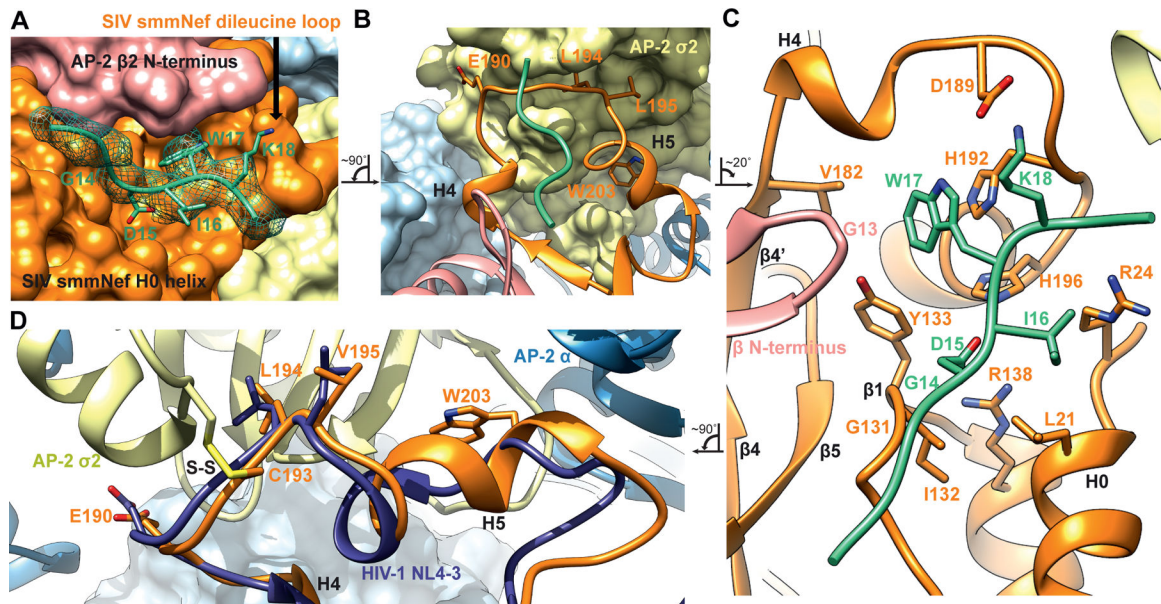 A
SIV smmNef dileucine loop
AP-2 β2 N-terminus
W17
K18
G14
D15
I16
SIV smmNef H0 helix
~90°
B
AP-2 σ2
E190
L194
L195
H5
W203
H4
~20°
C
H4
D189
V182
H192
K18
W17
G13
β4'
H196
R24
Y133
I16
β N-terminus
D15
G14
R138
β1
L21
G131
β4
β5
I132
H0
D
V195
AP-2 α
L194
W203
AP-2 σ2
S-S
C193
E190
H5
HIV-1 NL4-3
H4
~90°